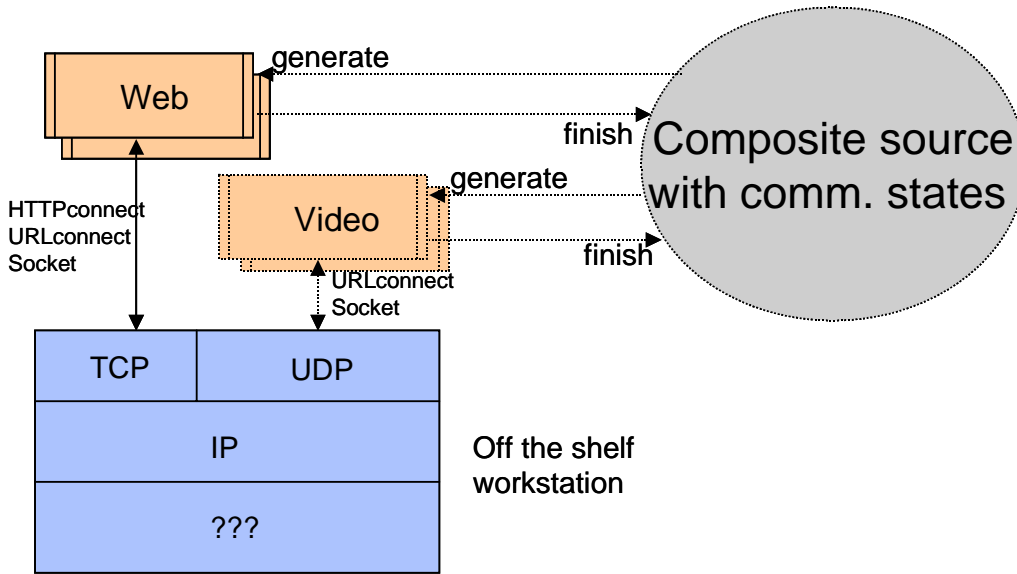 generate
Web
finish
Composite source
with comm. states
generate
HTTPconnect
URLconnect
Socket
Video
finish
URLconnect
Socket
TCP
UDP
IP
Off the shelf
workstation
???